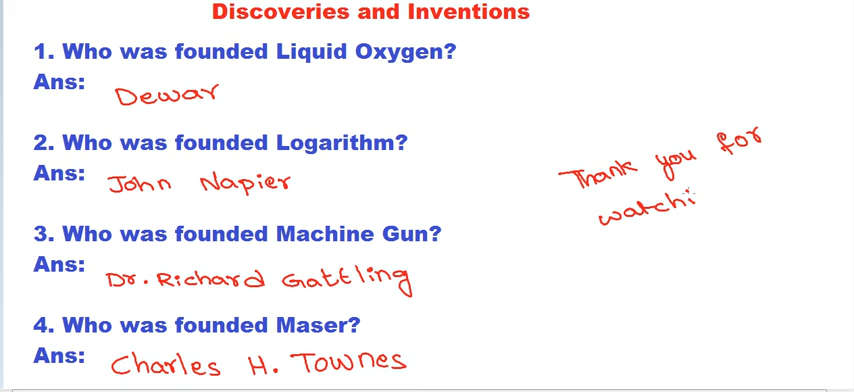 Discoveries and Inventions
1. Who was founded Liquid Oxygen?
Ans: Dewar
2. Who was founded Logarithm?
Ans: John Napier
Thank you for
watchi
3. Who was founded Machine Gun?
Ans: Dr. Richard Gattling
4. Who was founded Maser?
Ans: Charles H. Townes